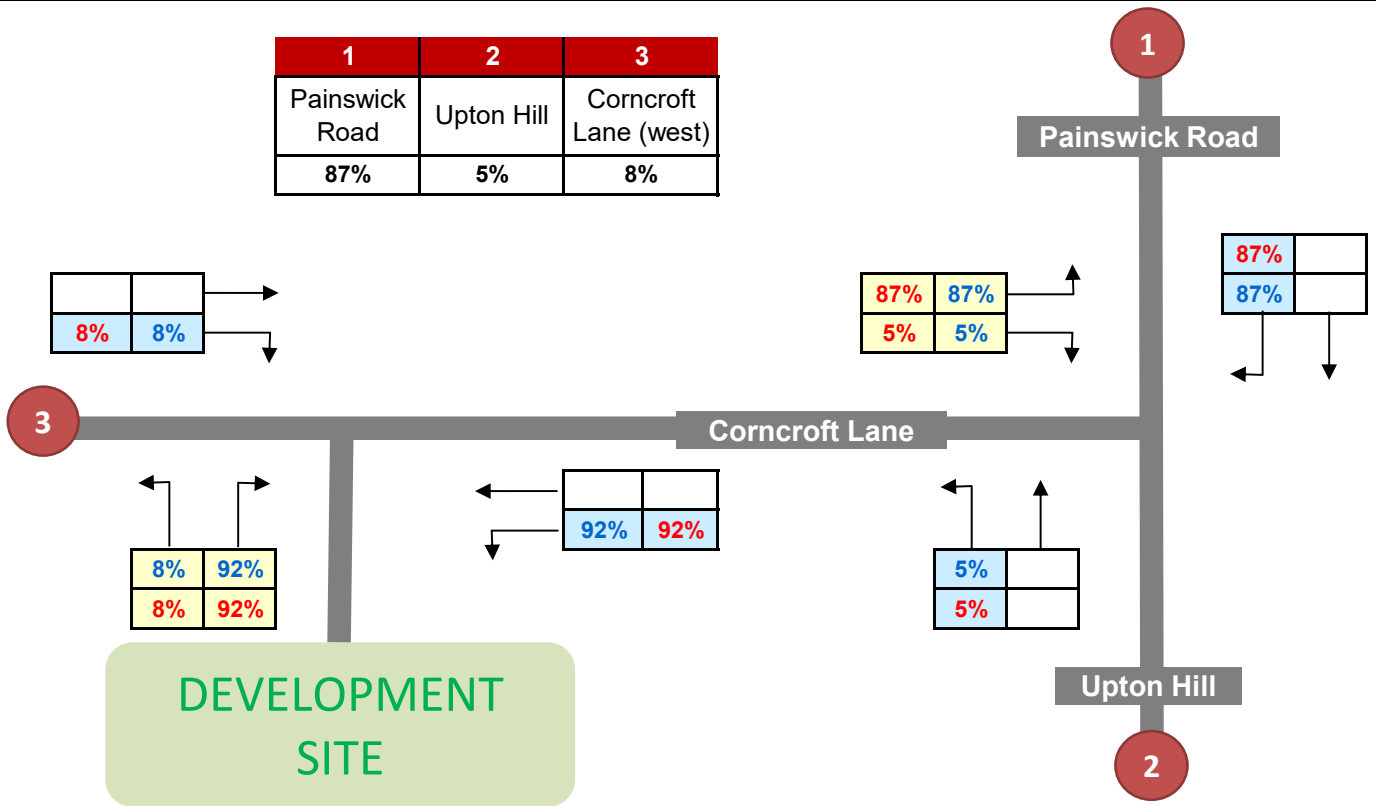 1
1 2 3
Painswick
Road
Upton Hill
Corncroft
Lane (west)
87% 5% 8%
Painswick Road
87%
87%
87% 87%
5% 5%
8% 8%
3
Corncroft Lane
92% 92%
8% 92%
8% 92%
5%
5%
Upton Hill
DEVELOPMENT
SITE
2